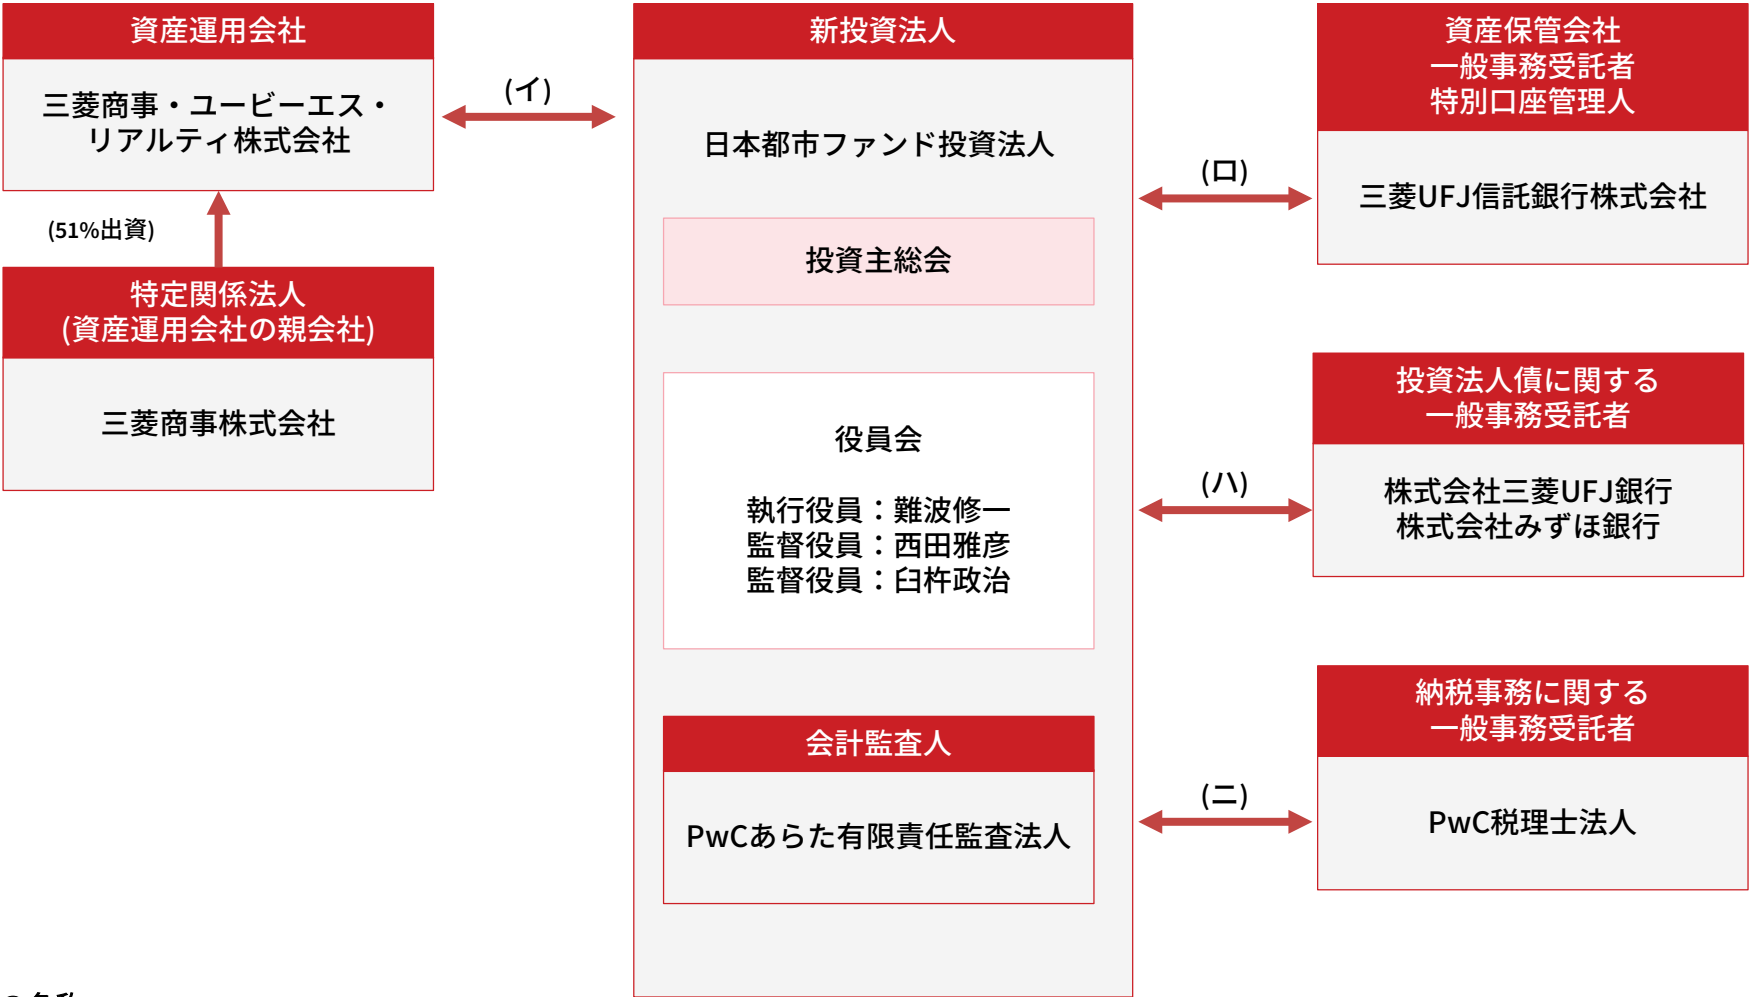 資産運用会社
三菱商事・ユービーエス・
リアルティ株式会社
(51%出資)
特定関係法人
(資産運用会社の親会社)
三菱商事株式会社
(イ)
新投資法人
日本都市ファンド投資法人
投資主総会
役員会
執行役員：難波修一
監督役員：西田雅彦
監督役員：臼杵政治
会計監査人
PwCあらた有限責任監査法人
(ロ)
資産保管会社
一般事務受託者
特別口座管理人
三菱UFJ信託銀行株式会社
(ハ)
投資法人債に関する
一般事務受託者
株式会社三菱UFJ銀行
株式会社みずほ銀行
(ニ)
納税事務に関する
一般事務受託者
PwC税理士法人